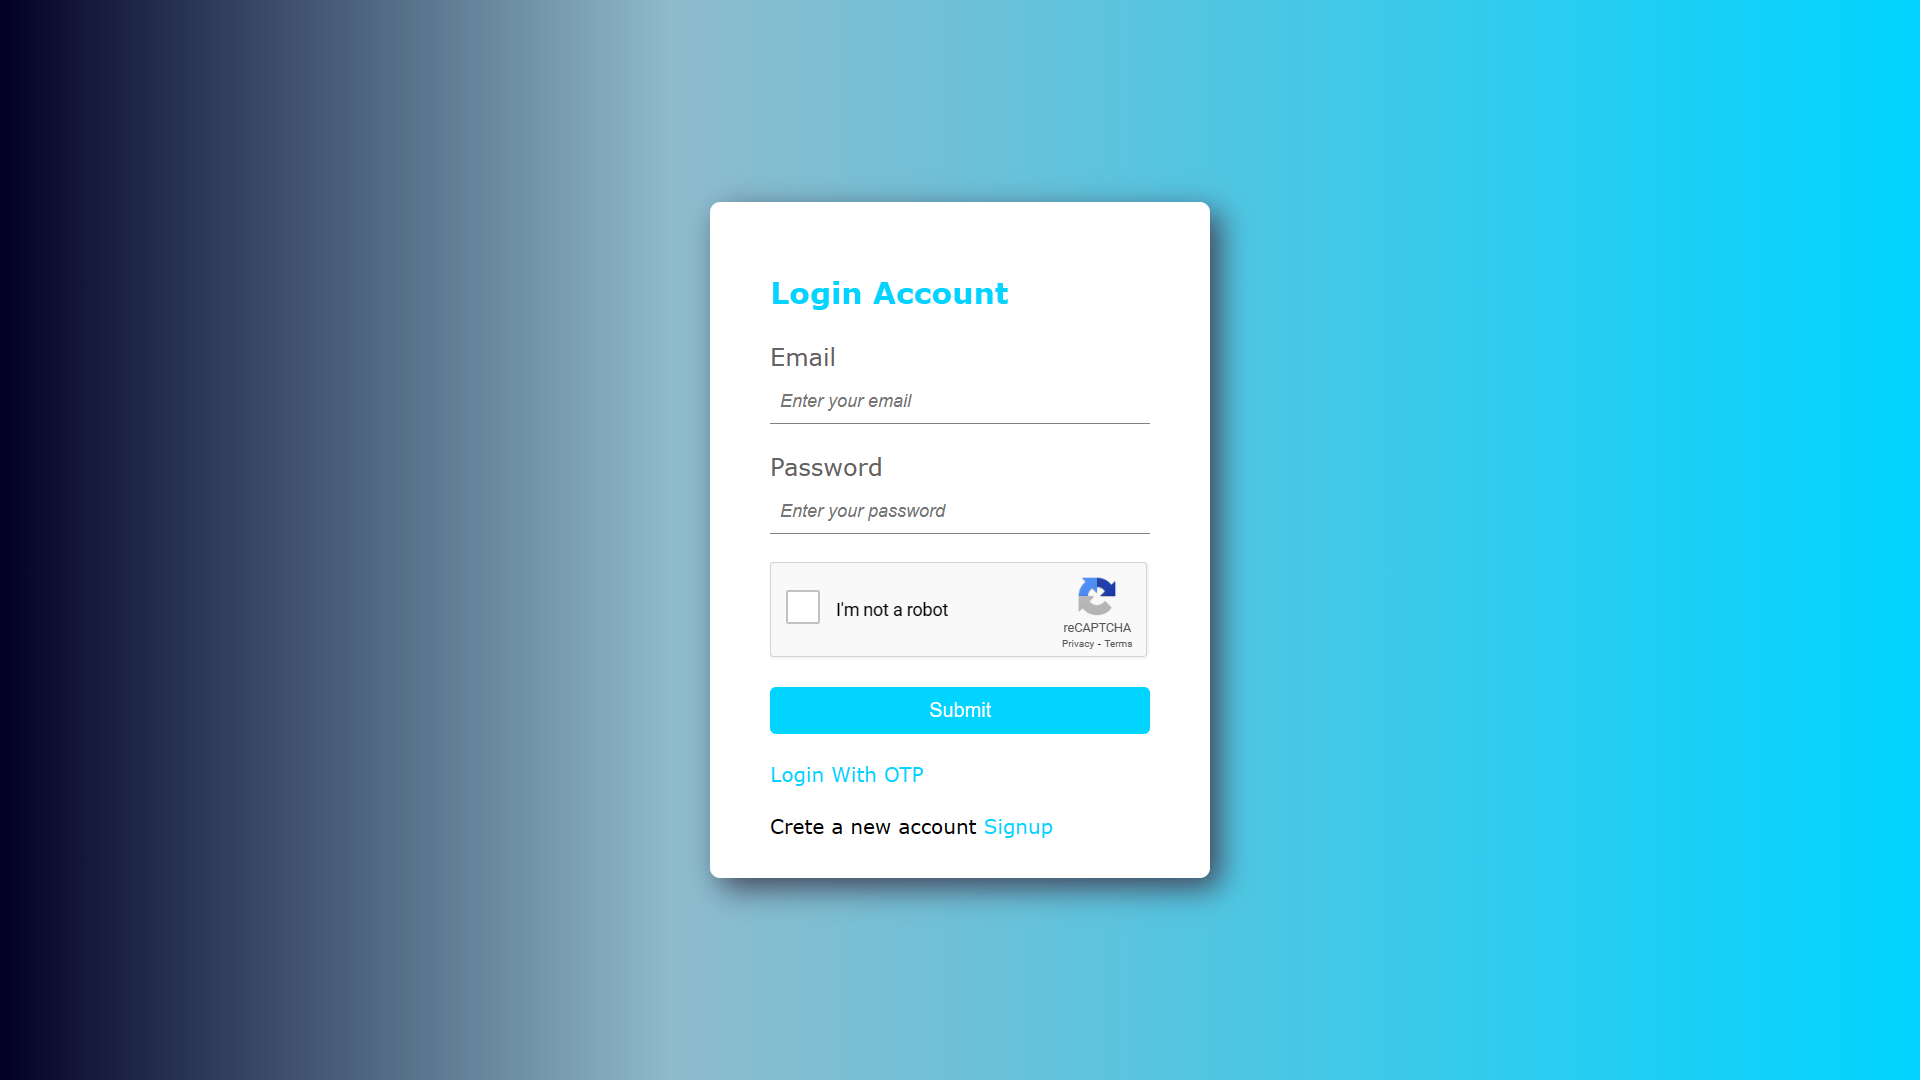 Login Account
Email
Enter your email
Password
Enter your password
I'm not a robot
reCAPTCHA
Privacy - Terms
Submit
Login With OTP
Crete a new account Signup